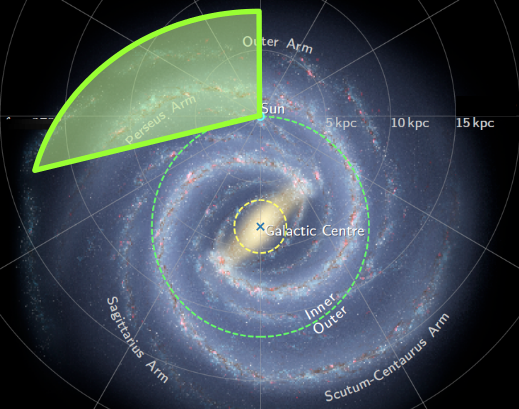 Outer Arm
Perseus Arm
Sun
5 kpc
10 kpc
15 kpc
Galactic Centre
Inner
Outer
Sagittarius Arm
Scutum-Centaurus Arm